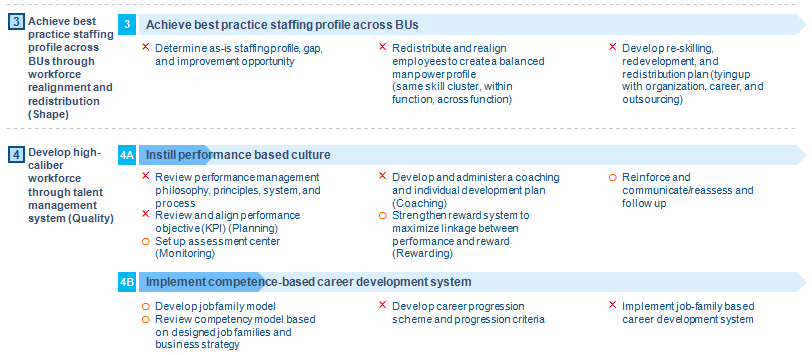 3
Achieve best
practice staffing
profile across
BUs through
workforce
realignment and
redistribution
(Shape)
3 Achieve best practice staffing profile across BUs
× Determine as-is staffing profile, gap,
and improvement opportunity
× Redistribute and realign
employees to create a balanced
manpower profile
(same skill cluster, within
function, across function)
× Develop re-skilling,
redevelopment, and
redistribution plan (tying up
with organization, career, and
outsourcing)
4
Develop high-
caliber
workforce
through talent
management
system (Quality)
4A Instill performance based culture
× Review performance management
philosophy, principles, system, and
process
× Review and align performance
objective (KPI) (Planning)
○ Set up assessment center
(Monitoring)
× Develop and administer a coaching
and individual development plan
(Coaching)
○ Strengthen reward system to
maximize linkage between
performance and reward
(Rewarding)
○ Reinforce and
communicate/reassess and
follow up
4B Implement competence-based career development system
○ Develop job family model
○ Review competency model based
on designed job families and
business strategy
× Develop career progression
scheme and progression criteria
× Implement job-family based
career development system